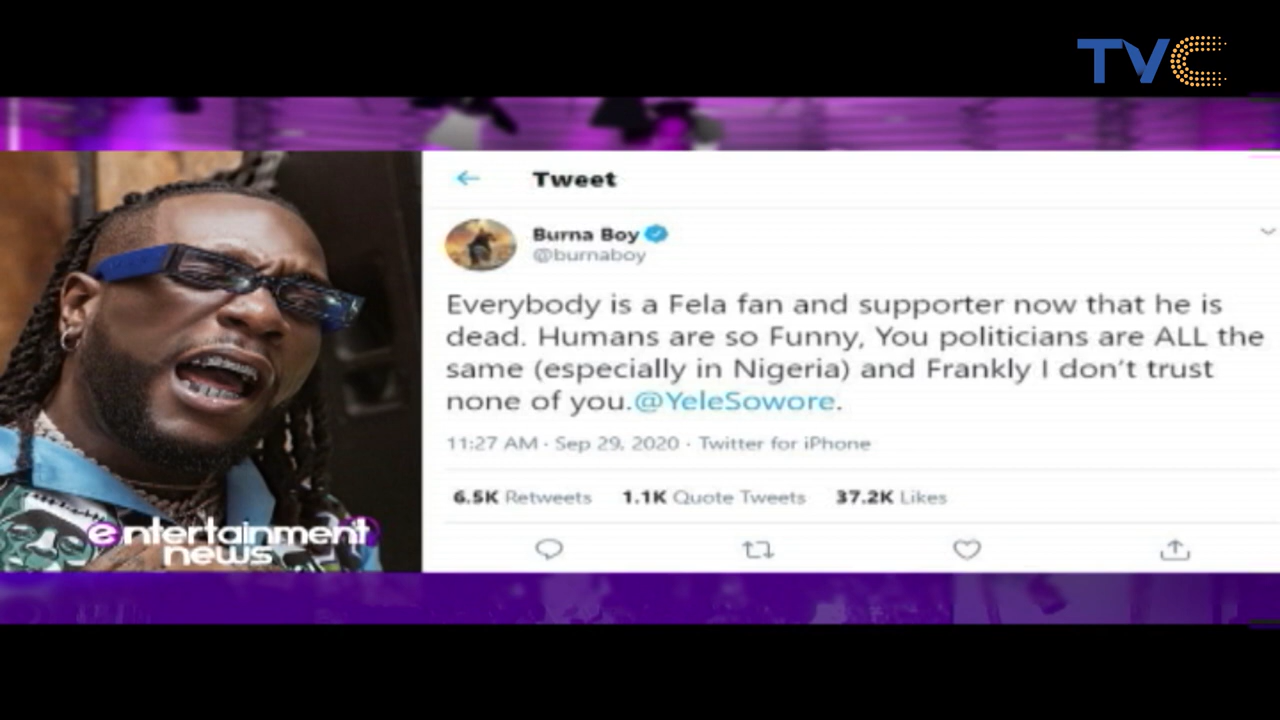 TVC
Tweet
Burna Boy
@burnaboy
Everybody is a Fela fan and supporter now that he is
dead. Humans are so Funny, You politicians are ALL the
same (especially in Nigeria) and Frankly I don't trust
none of you.@YeleSowore.
11:27 AM · Sep 29, 2020 · Twitter for iPhone
6.5K Retweets 1.1K Quote Tweets 37.2K Likes
entertainment
news